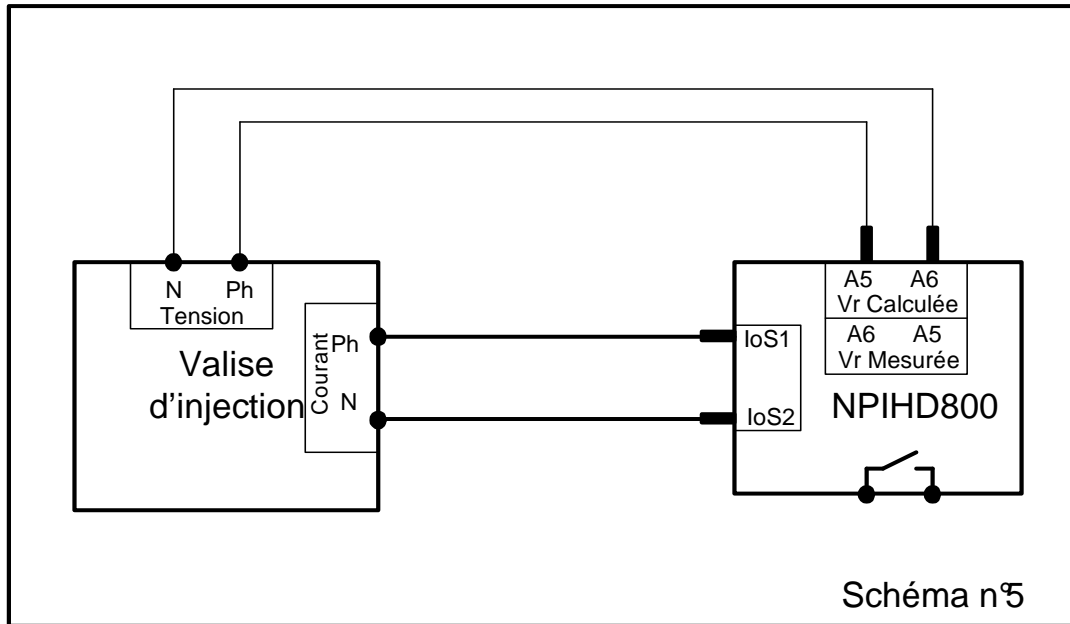 N Ph
Tension
Valise
d'injection
Courant
Ph
N
IoS1
IoS2
A5 A6
Vr Calculée
A6 A5
Vr Mesurée
NPIHD800
Schéma n°5